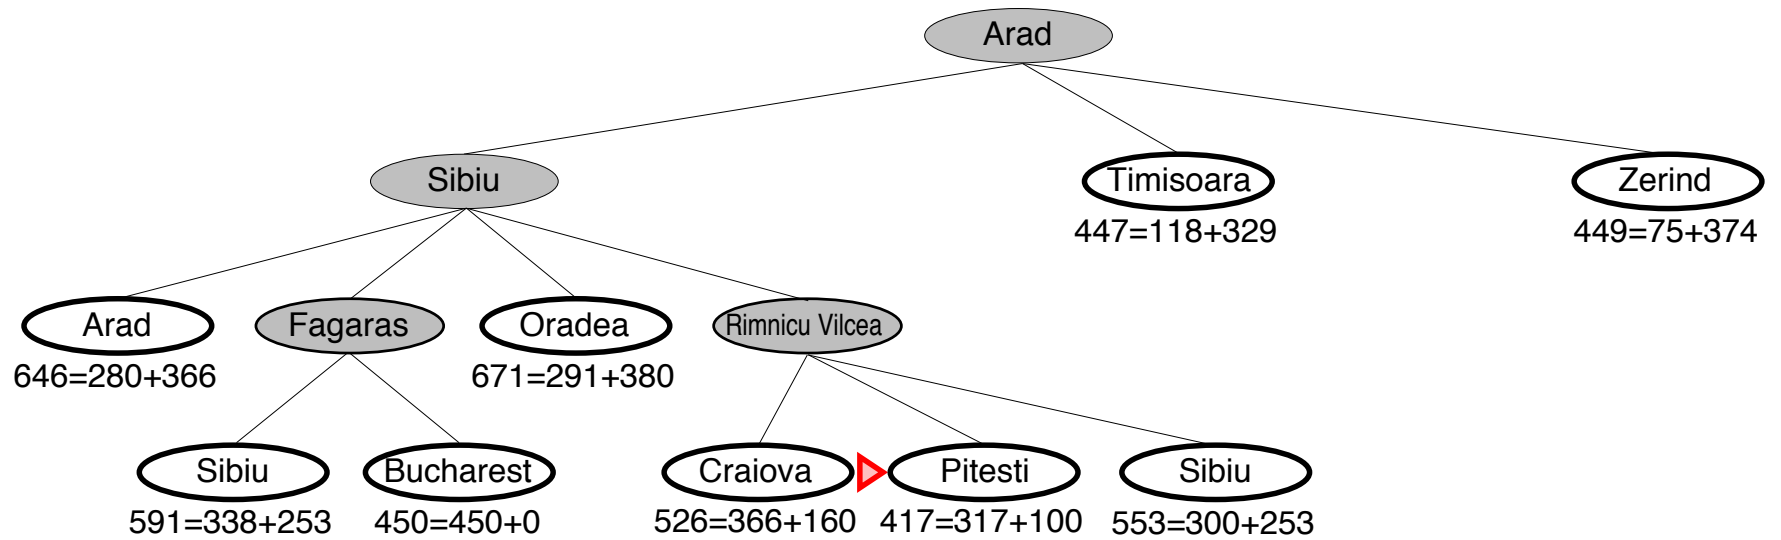 Arad
Sibiu
Timisoara
Zerind
447=118+329
449=75+374
Arad
Fagaras
Oradea
Rimnicu Vilcea
646=280+366
671=291+380
Sibiu
Bucharest
Craiova
Pitesti
Sibiu
591=338+253
450=450+0
526=366+160
417=317+100
553=300+253